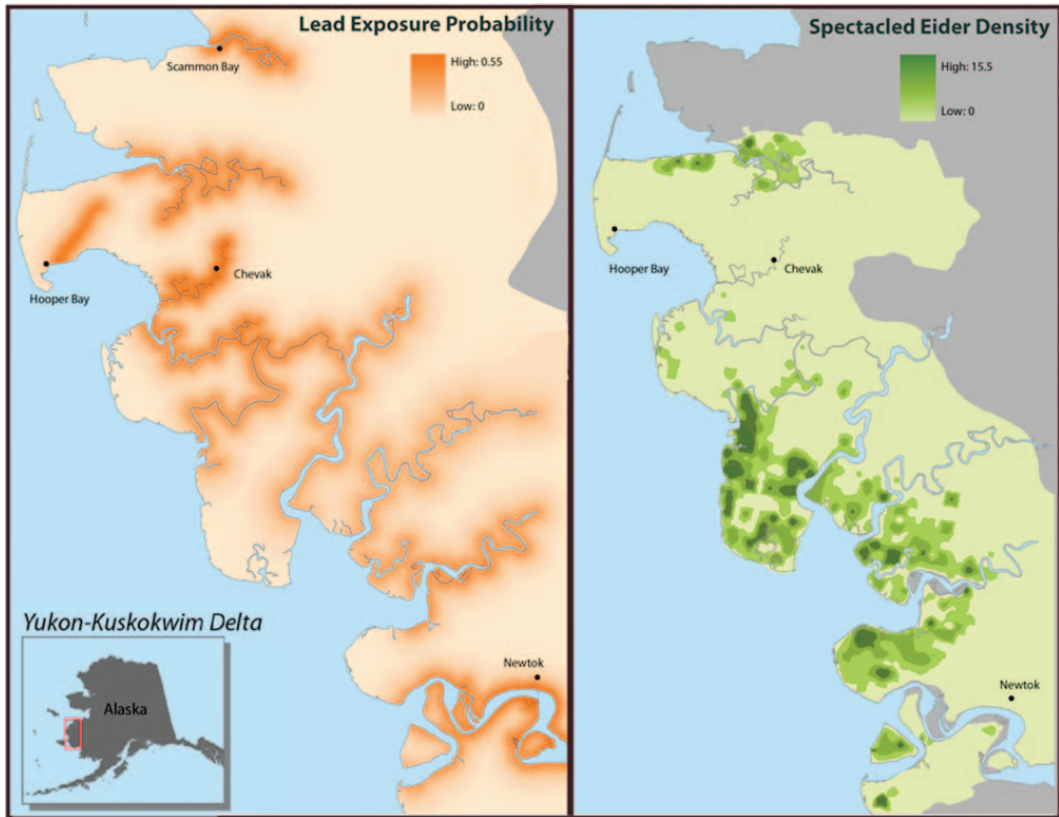 Lead Exposure Probability
High: 0.55
Low: 0
Scammon Bay
Chevak
Hooper Bay
Newtok
Yukon-Kuskokwim Delta
Alaska
Spectacled Eider Density
High: 15.5
Low: 0
Hooper Bay
Chevak
Newtok